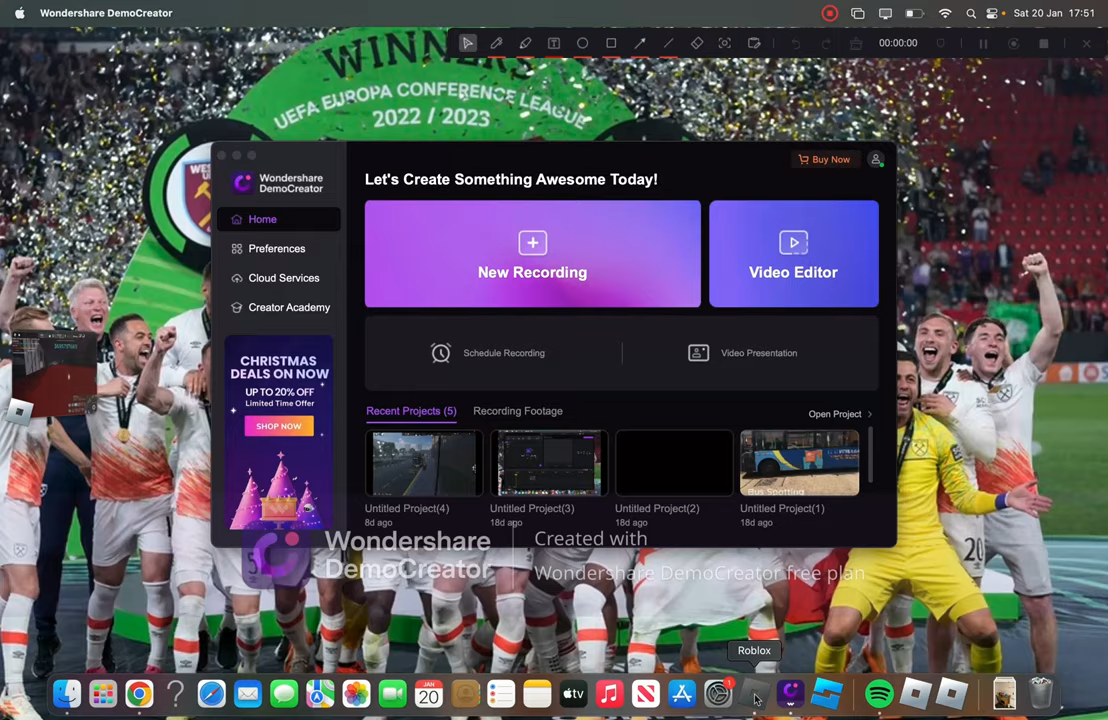 Wondershare DemoCreator
Sat 20 Jan 17:51
00:00:00
WINNERS
UEFA EUROPA CONFERENCE LEAGUE
2022 / 2023
Buy Now
Wondershare
DemoCreator
Let's Create Something Awesome Today!
Home
Preferences
Cloud Services
Creator Academy
New Recording
Video Editor
Schedule Recording
Video Presentation
CHRISTMAS
DEALS ON NOW
UP TO 20% OFF
Limited Time Offer
SHOP NOW
Recent Projects (5)
Recording Footage
Open Project
Bus Spotting
Untitled Project(4)
Untitled Project(3)
Untitled Project(2)
Untitled Project(1)
8d ago
18d ago
18d ago
18d ago
Wondershare
DemoCreator
Created with
Wondershare DemoCreator free plan
20
Roblox
JAN
20
tv
1